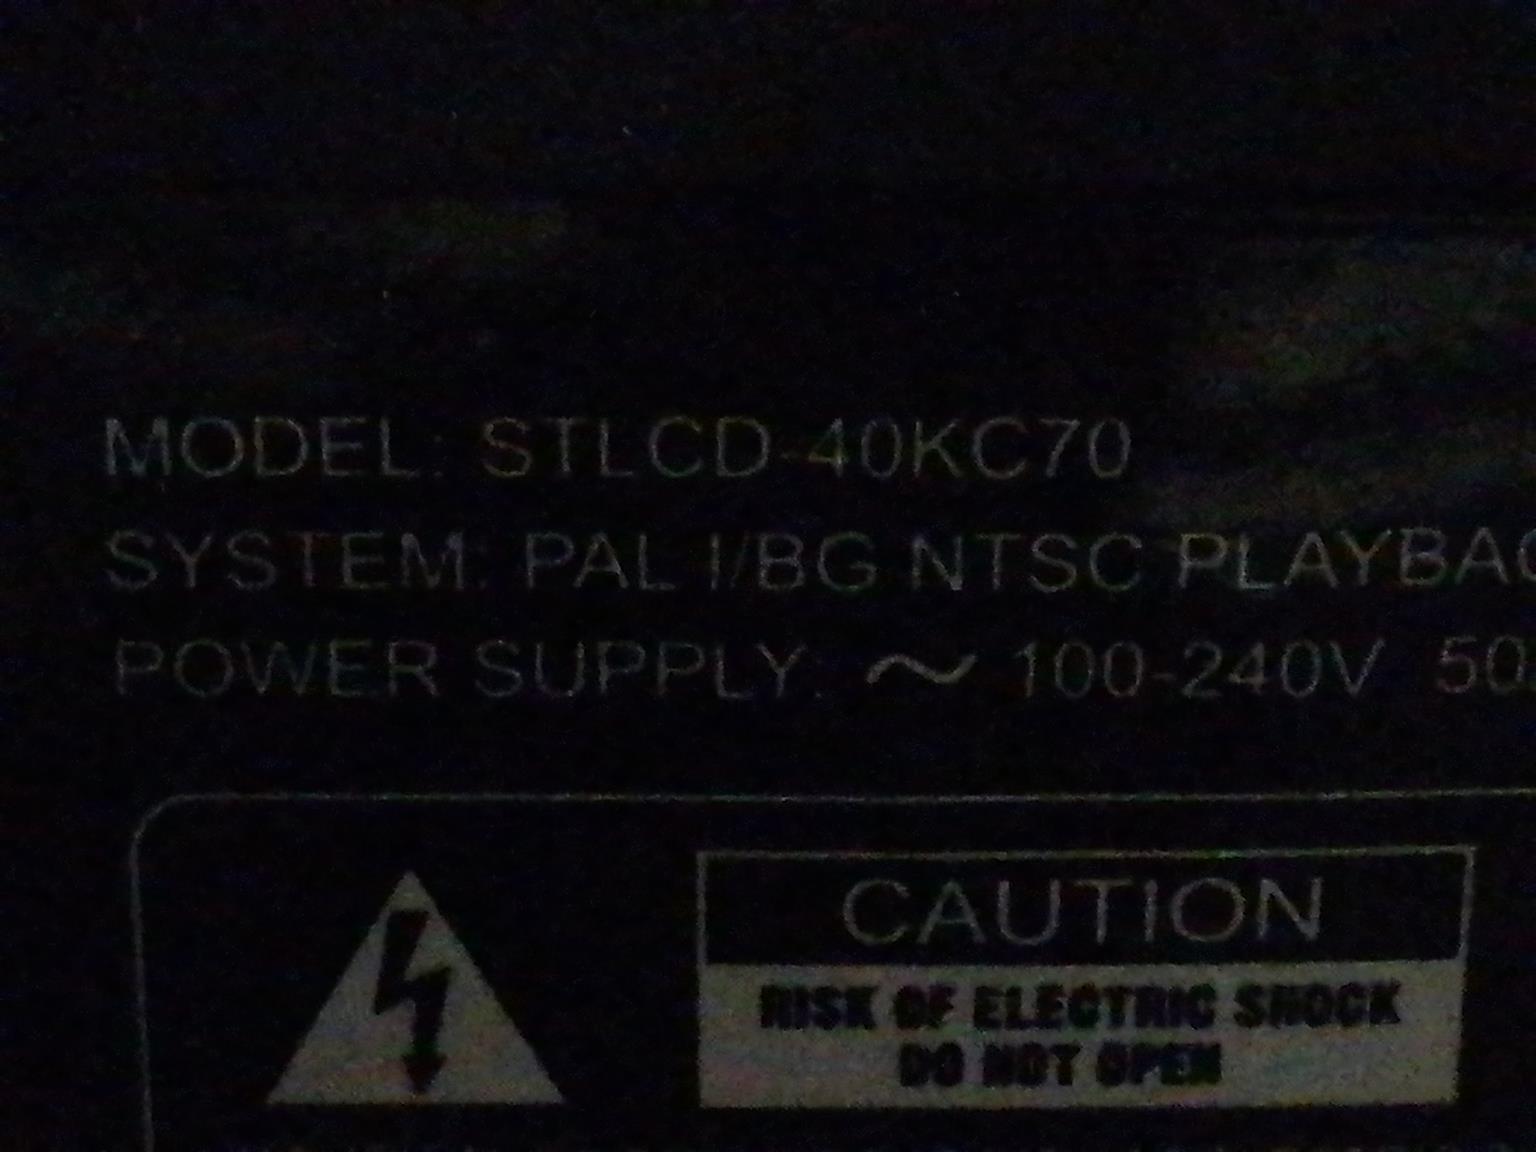 MODEL: STLCD-40KC70
SYSTEM: PAL I/BG NTSC PLAYBAC
POWER SUPPLY: ～ 100-240V 50
CAUTION
RISK OF ELECTRIC SHOCK
DO NOT OPEN